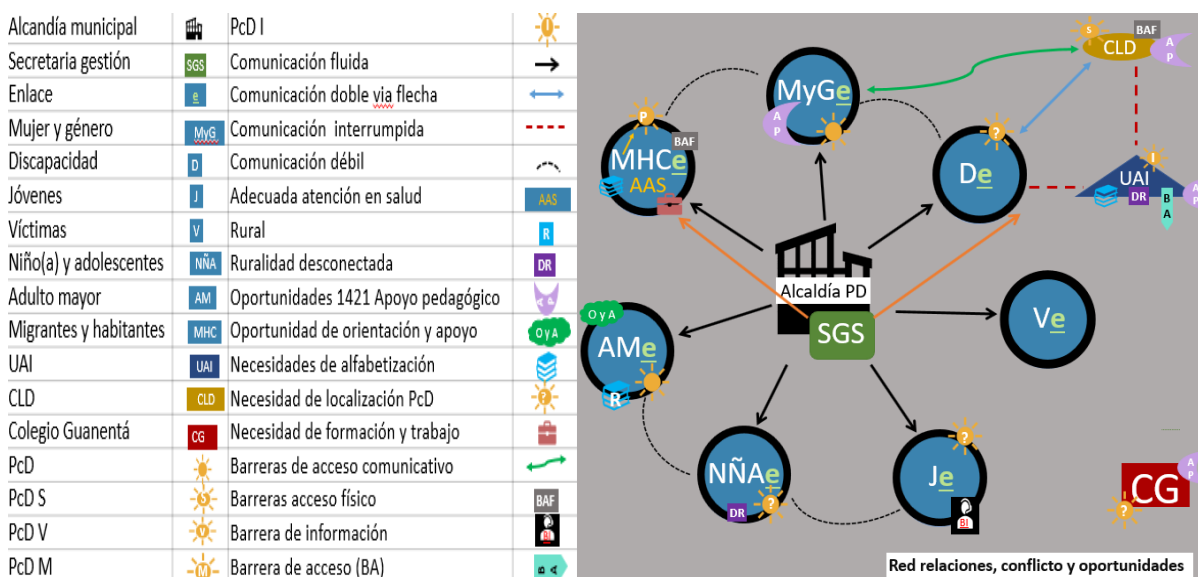 Alcandía municipal PcD I I
Secretaria gestión SGS Comunicación fluida
Enlace e Comunicación doble via flecha
Mujer y género MyG Comunicación interrumpida
Discapacidad D Comunicación débil
Jóvenes J Adecuada atención en salud AAS
Víctimas V Rural R
Niño(a) y adolescentes NÑA Ruralidad desconectada DR
Adulto mayor AM Oportunidades 1421 Apoyo pedagógico A P
Migrantes y habitantes MHC Oportunidad de orientación y apoyo O y A
UAI UAI Necesidades de alfabetización
CLD CLD Necesidad de localización PcD ?
Colegio Guanentá CG Necesidad de formación y trabajo
PcD Barreras de acceso comunicativo
PcD S S Barreras acceso físico BAF
PcD V V Barrera de información BI
PcD M M Barrera de acceso (BA) B A
S BAF
CLD A P
MyGe
A P
P BAF
MHCe
AAS
?
De
I
UAI
DR B A A P
Alcaldía PD
SGS
Ve
O y A
AMe
R
NÑAe
DR ?
?
Je
BI
A P
CG
?
Red relaciones, conflicto y oportunidades